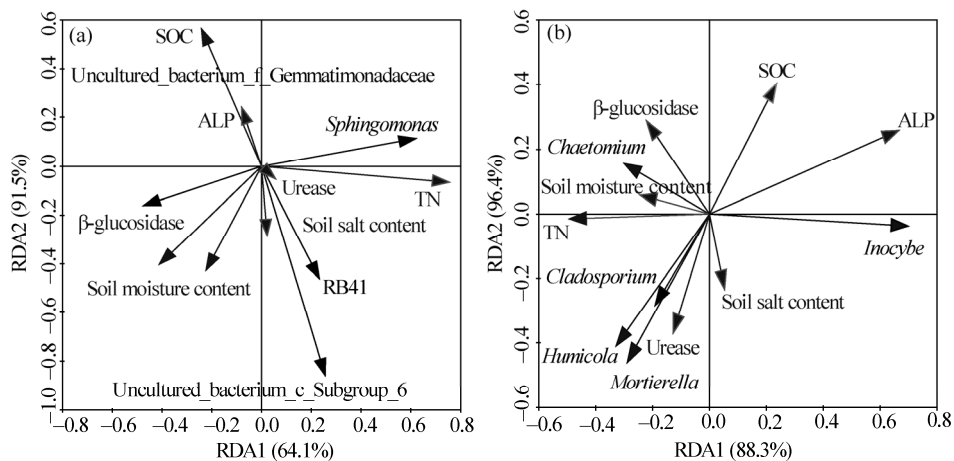 (a)
0.6
0.4
0.2
0.0
−0.2
−0.4
−0.6
−0.8
−1.0
RDA2 (91.5%)
SOC
Uncultured_bacterium_f_Gemmatimonadaceae
ALP
Sphingomonas
Urease
TN
β-glucosidase
Soil salt content
Soil moisture content
RB41
Uncultured_bacterium_c_Subgroup_6
−0.8 −0.6 −0.4 −0.2 0.0 0.2 0.4 0.6 0.8
RDA1 (64.1%)
(b)
0.6
0.4
0.2
0.0
−0.2
−0.4
−0.6
RDA2 (96.4%)
SOC
β-glucosidase
ALP
Chaetomium
Soil moisture content
TN
Inocybe
Cladosporium
Soil salt content
Humicola
Urease
Mortierella
−0.6 −0.4 −0.2 0.0 0.2 0.4 0.6 0.8
RDA1 (88.3%)